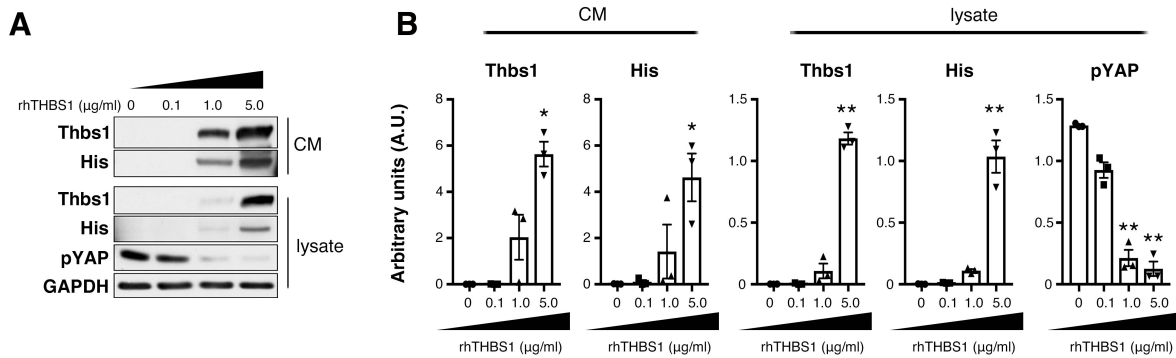 A
rhTHBS1 (µg/ml) 0 0.1 1.0 5.0
Thbs1
His
CM
Thbs1
His
pYAP
GAPDH
lysate
B
CM
lysate
Thbs1
His
Thbs1
His
pYAP
Arbitrary units (A.U.)
8
6
4
2
0
*
0 0.1 1.0 5.0
rhTHBS1 (µg/ml)
8
6
4
2
0
*
0 0.1 1.0 5.0
rhTHBS1 (µg/ml)
1.5
1.0
0.5
0
**
0 0.1 1.0 5.0
rhTHBS1 (µg/ml)
1.5
1.0
0.5
0
**
0 0.1 1.0 5.0
rhTHBS1 (µg/ml)
1.5
1.0
0.5
0
** **
0 0.1 1.0 5.0
rhTHBS1 (µg/ml)